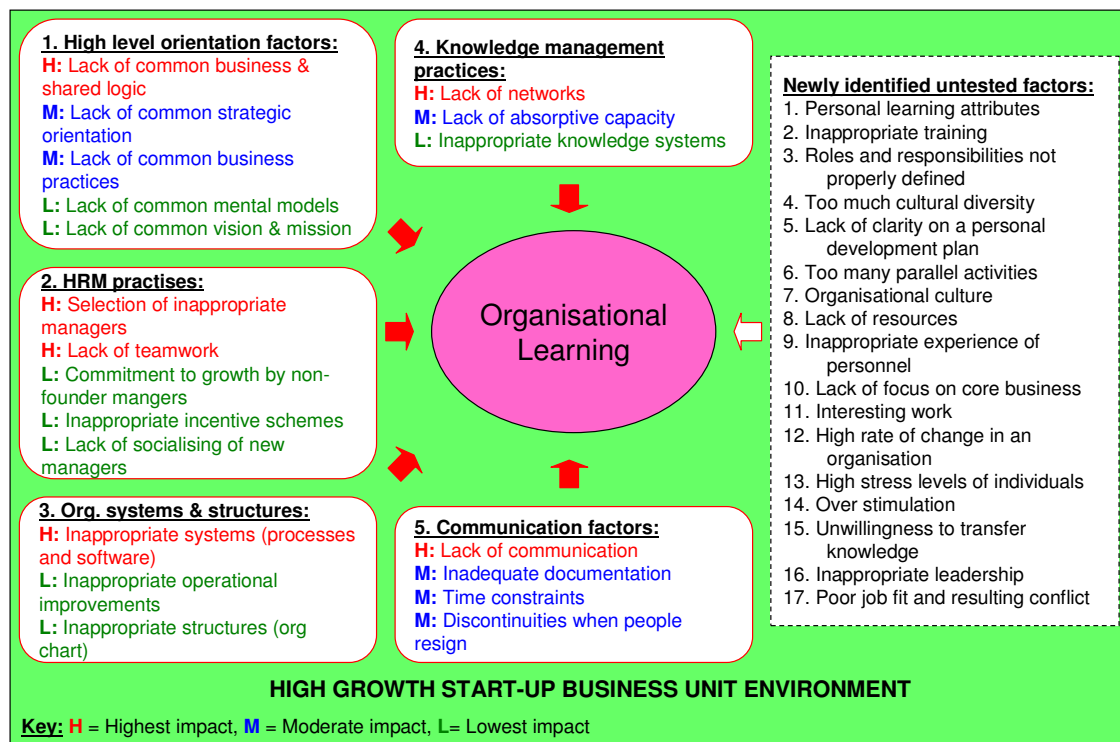 1. High level orientation factors:
H: Lack of common business &
shared logic
M: Lack of common strategic
orientation
M: Lack of common business
practices
L: Lack of common mental models
L: Lack of common vision & mission
2. HRM practises:
H: Selection of inappropriate
managers
H: Lack of teamwork
L: Commitment to growth by non-
founder mangers
L: Inappropriate incentive schemes
L: Lack of socialising of new
managers
3. Org. systems & structures:
H: Inappropriate systems (processes
and software)
L: Inappropriate operational
improvements
L: Inappropriate structures (org
chart)
4. Knowledge management
practices:
H: Lack of networks
M: Lack of absorptive capacity
L: Inappropriate knowledge systems
Organisational
Learning
5. Communication factors:
H: Lack of communication
M: Inadequate documentation
M: Time constraints
M: Discontinuities when people
resign
Newly identified untested factors:
1. Personal learning attributes
2. Inappropriate training
3. Roles and responsibilities not
properly defined
4. Too much cultural diversity
5. Lack of clarity on a personal
development plan
6. Too many parallel activities
7. Organisational culture
8. Lack of resources
9. Inappropriate experience of
personnel
10. Lack of focus on core business
11. Interesting work
12. High rate of change in an
organisation
13. High stress levels of individuals
14. Over stimulation
15. Unwillingness to transfer
knowledge
16. Inappropriate leadership
17. Poor job fit and resulting conflict
HIGH GROWTH START-UP BUSINESS UNIT ENVIRONMENT
Key: H = Highest impact, M = Moderate impact, L= Lowest impact